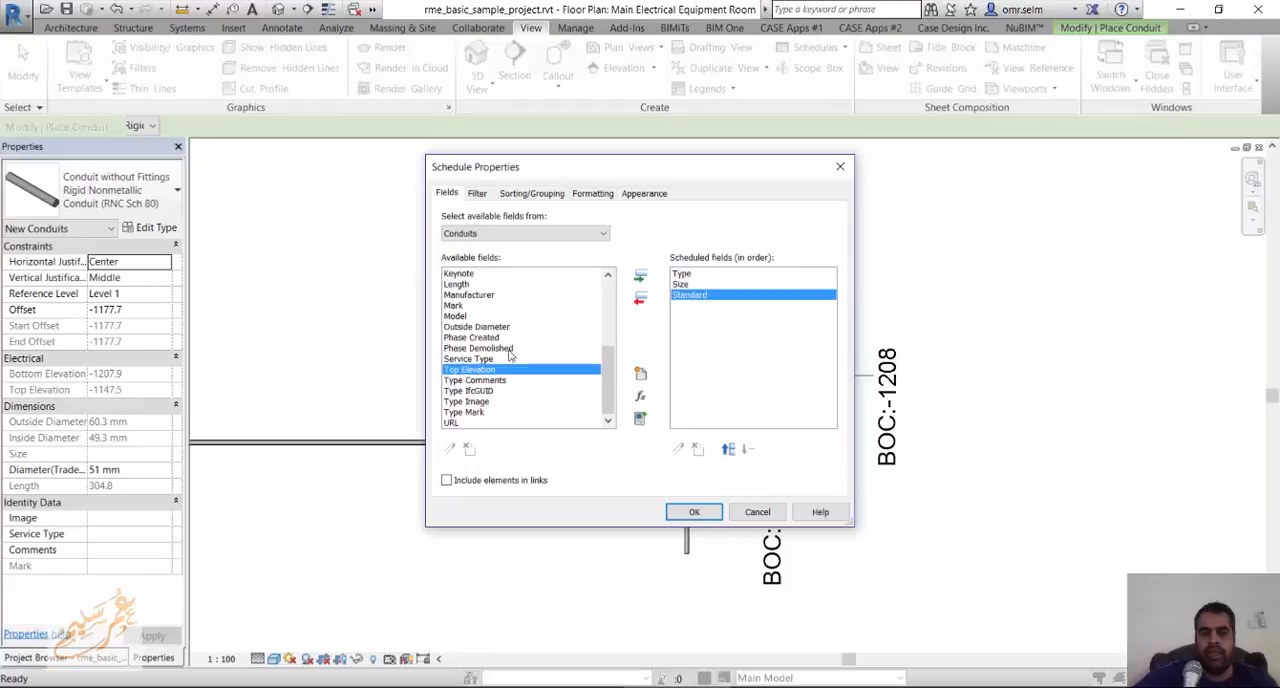 rme_basic_sample_project.rvt - Floor Plan: Main Electrical Equipment Room
Type a keyword or phrase
omr.selm
Architecture Structure Systems Insert Annotate Analyze Massing & Site Collaborate View Manage Add-Ins BIMiTs BIMOne CASE Apps #1 CASE Apps #2 Case Design Inc. NuBIM™ Modify | Place Conduit
Modify
View Templates
Visibility/ Graphics
Filters
Thin Lines
Show Hidden Lines
Remove Hidden Lines
Cut Profile
Render
Render in Cloud
Render Gallery
3D View
Section
Callout
Plan Views
Elevation
Drafting View
Duplicate View
Legends
Schedules
Scope Box
Sheet
View
Title Block
Revisions
Guide Grid
Matchline
View Reference
Viewports
Switch Windows
Close Hidden
User Interface
Select Graphics Create Sheet Composition Windows
Modify | Place Conduit Rigi
Properties
Conduit without Fittings
Rigid Nonmetallic
Conduit (RNC Sch 80)
New Conduits Edit Type
Constraints
Horizontal Justif... Center
Vertical Justifica... Middle
Reference Level Level 1
Offset -1177.7
Start Offset -1177.7
End Offset -1177.7
Electrical
Bottom Elevation -1207.9
Top Elevation -1147.5
Dimensions
Outside Diameter 60.3 mm
Inside Diameter 49.3 mm
Size
Diameter(Trade... 51 mm
Length 304.8
Identity Data
Image
Service Type
Comments
Mark
Properties help
Apply
Project Browser - rme_basic_... Properties
Ready
Schedule Properties
Fields Filter Sorting/Grouping Formatting Appearance
Select available fields from:
Conduits
Available fields:
Keynote
Length
Manufacturer
Mark
Model
Outside Diameter
Phase Created
Phase Demolished
Service Type
Top Elevation
Type Comments
Type IfcGUID
Type Image
Type Mark
URL
Scheduled fields (in order):
Type
Size
Standard
Include elements in links
OK Cancel Help
BOC:-1208
BOC:
1 : 100
:0
Main Model
عمر سليم